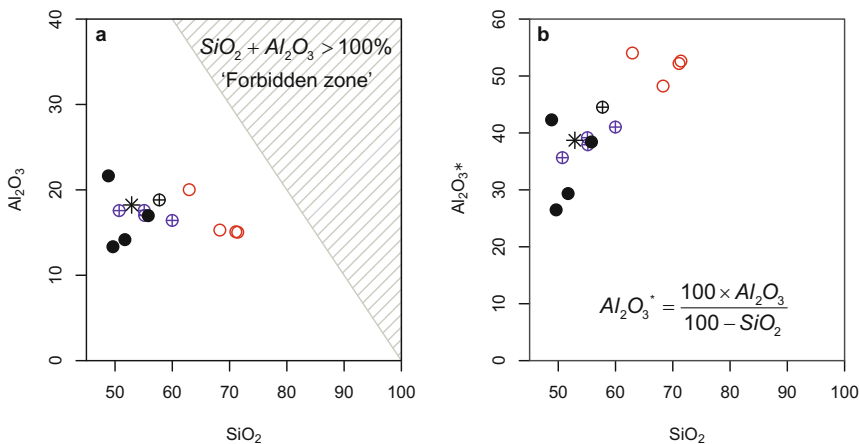 a
SiO₂ + Al₂O₃ > 100%
'Forbidden zone'
Al₂O₃
40
30
20
10
0
50 60 70 80 90 100
SiO₂
b
Al₂O₃*
60
50
40
30
20
10
0
Al₂O₃* = 100 × Al₂O₃
100 – SiO₂
50 60 70 80 90 100
SiO₂